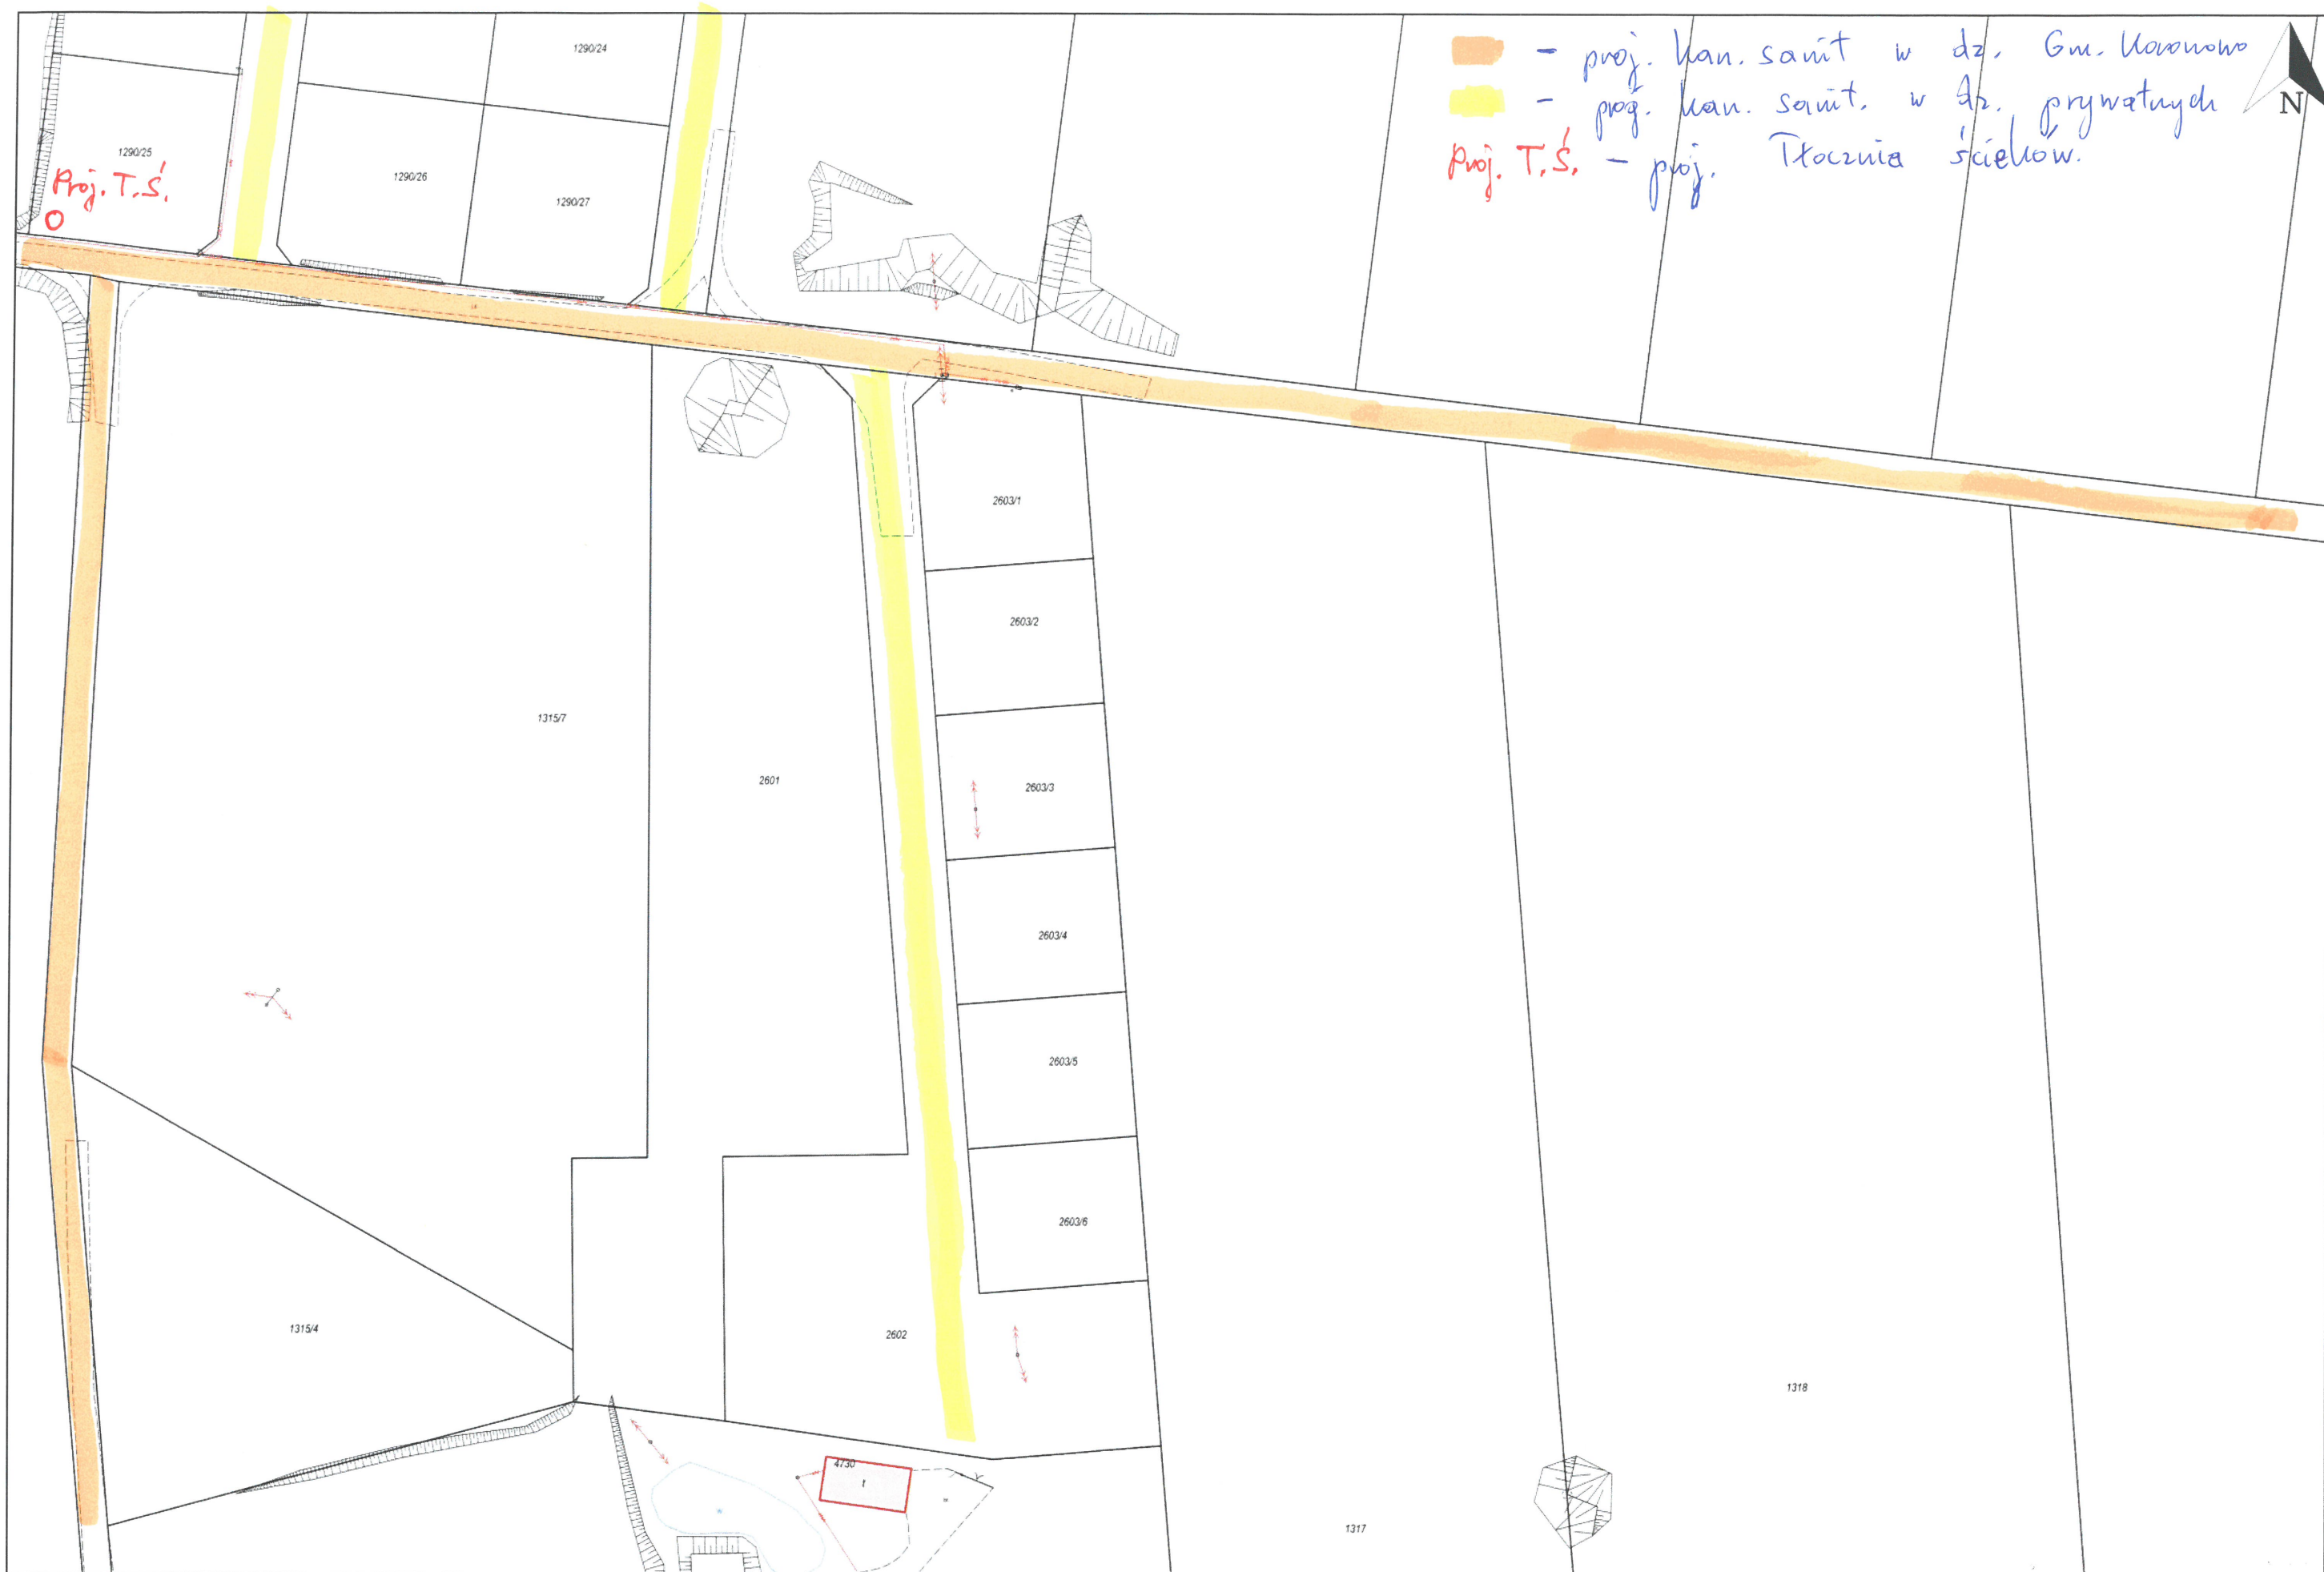 1290/24
- proj. kan. sanit w dz. Gm. Koronowo
- proj. kan. sanit. w dz. prywatnych
Proj. T.Ś. - proj. Tłocznia ścieków.
N
1290/25
Proj. T.Ś.
1290/26
1290/27
2603/1
2603/2
1315/7
2601
2603/3
2603/4
2603/5
2603/6
1315/4
2602
1318
4730
t
1317